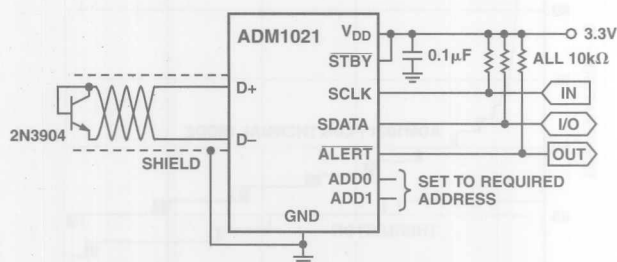 ADM1021
V_DD
3.3V
STBY
0.1µF
ALL 10kΩ
D+
SCLK
IN
2N3904
SDATA
I/O
D–
SHIELD
ALERT
OUT
ADD0
SET TO REQUIRED
ADD1
ADDRESS
GND